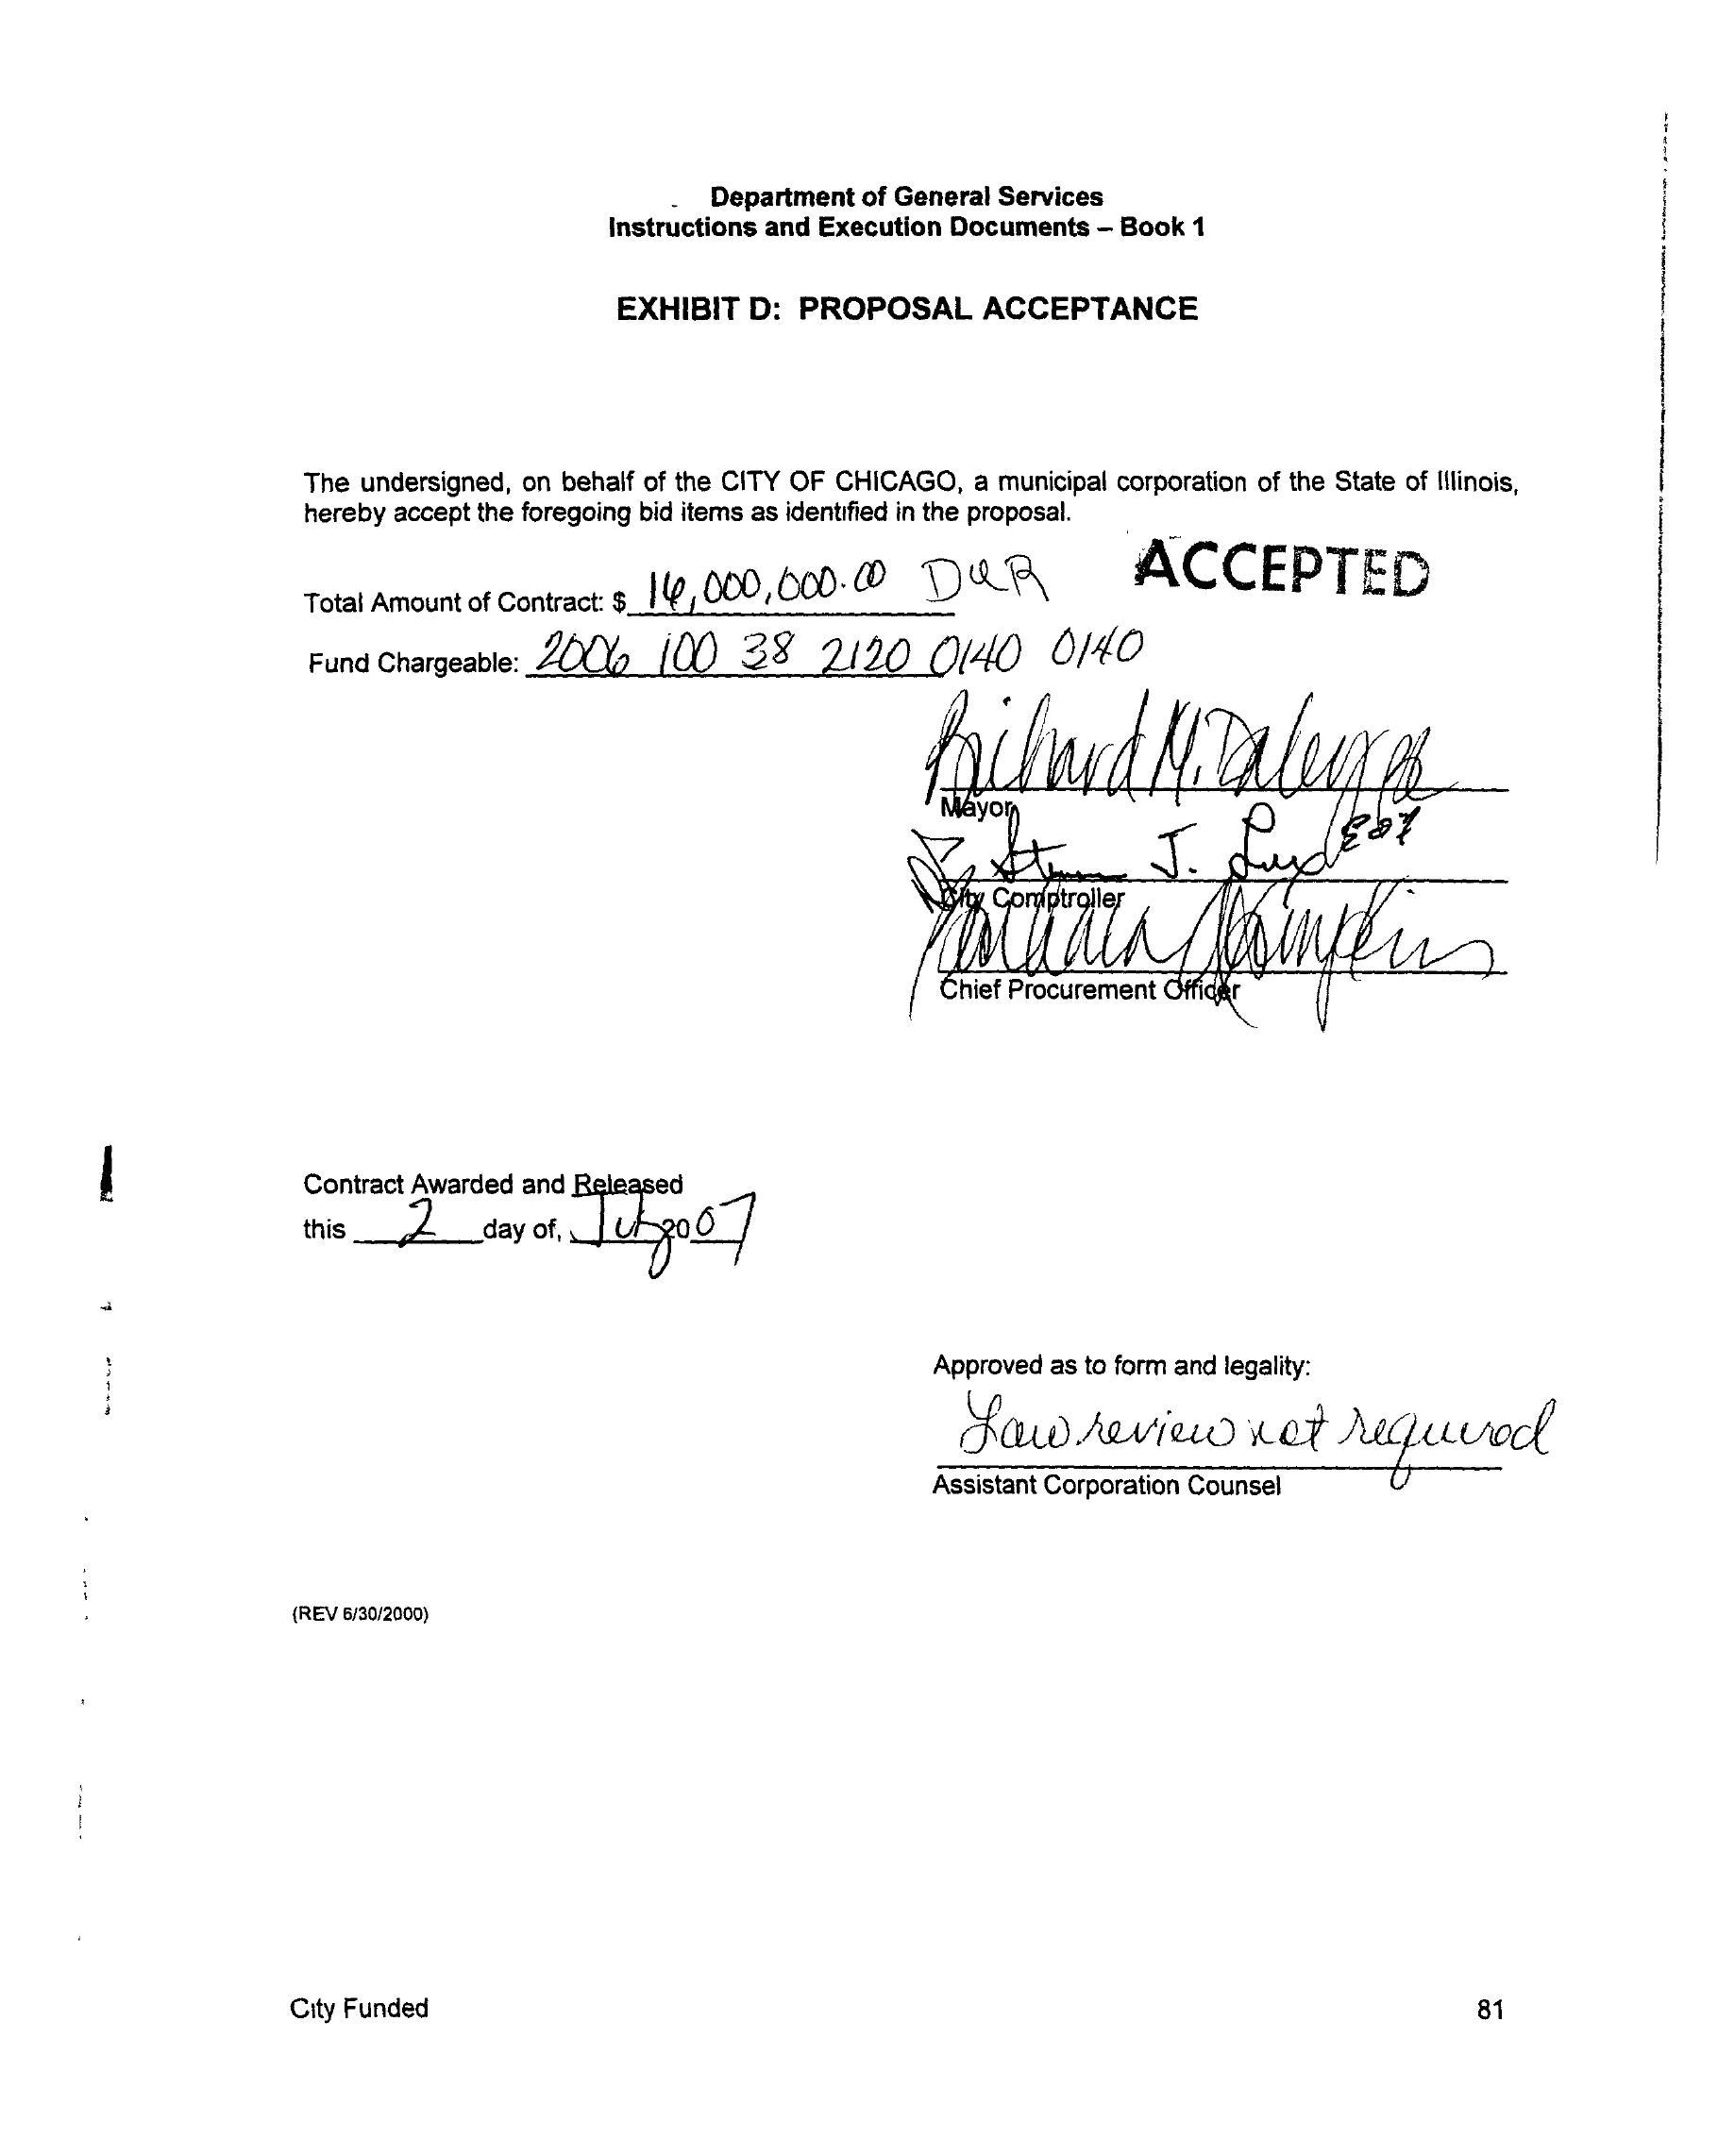 Department of General Services
Instructions and Execution Documents – Book 1
EXHIBIT D: PROPOSAL ACCEPTANCE
The undersigned, on behalf of the CITY OF CHICAGO, a municipal corporation of the State of Illinois,
hereby accept the foregoing bid items as identified in the proposal.
ACCEPTED
Total Amount of Contract: $ 16,000,000.00 DUR
Fund Chargeable: 2006 100 38 2120 0140 0140
Richard M. Daley
Mayor
Steven J. Lux
City Comptroller
Chief Procurement Officer
Contract Awarded and Released
this 2 day of, July 2007
Approved as to form and legality:
Law review not required
Assistant Corporation Counsel
(REV 6/30/2000)
City Funded 81